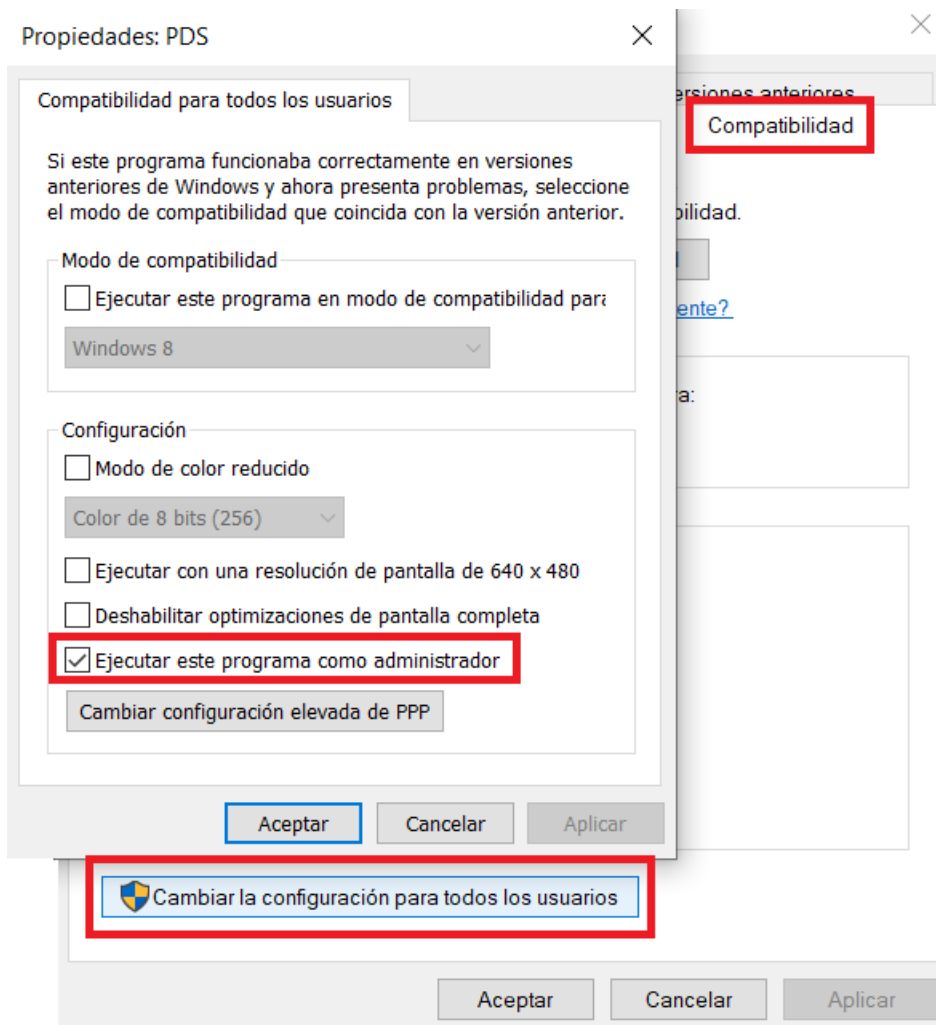 Propiedades: PDS
Compatibilidad para todos los usuarios
Si este programa funcionaba correctamente en versiones
anteriores de Windows y ahora presenta problemas, seleccione
el modo de compatibilidad que coincida con la versión anterior.
Modo de compatibilidad
Ejecutar este programa en modo de compatibilidad para
Windows 8
Configuración
Modo de color reducido
Color de 8 bits (256)
Ejecutar con una resolución de pantalla de 640 x 480
Deshabilitar optimizaciones de pantalla completa
Ejecutar este programa como administrador
Cambiar configuración elevada de PPP
Aceptar Cancelar Aplicar
anteriores
Compatibilidad
Cambiar la configuración para todos los usuarios
Aceptar Cancelar Aplicar